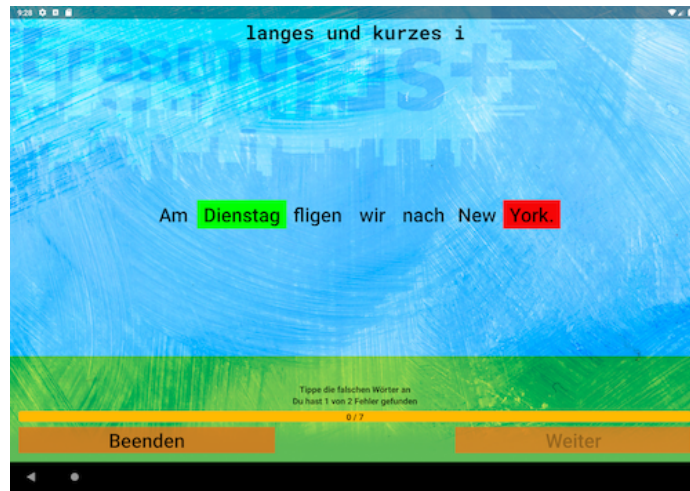 9:28
langes und kurzes i
Erasmus+
Am Dienstag fligen wir nach New York.
Tippe die falschen Wörter an
Du hast 1 von 2 Fehler gefunden
0 / 7
Beenden
Weiter